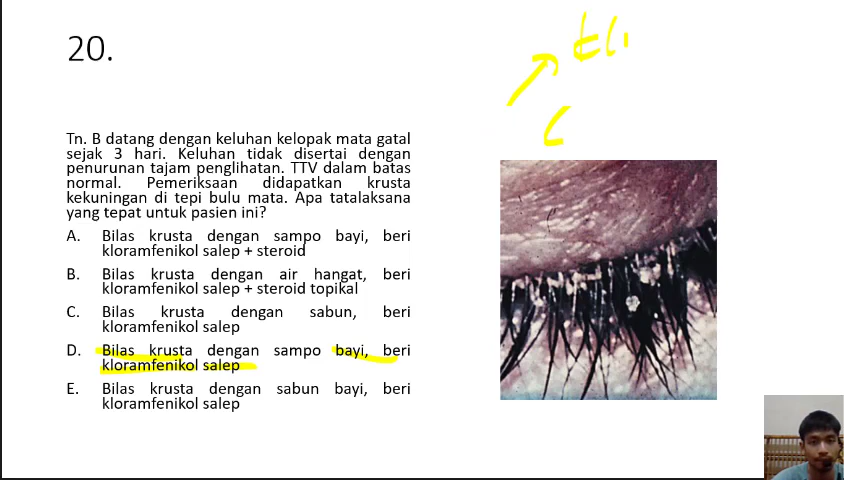 20.
Tn. B datang dengan keluhan kelopak mata gatal
sejak 3 hari. Keluhan tidak disertai dengan
penurunan tajam penglihatan. TTV dalam batas
normal. Pemeriksaan didapatkan krusta
kekuningan di tepi bulu mata. Apa tatalaksana
yang tepat untuk pasien ini?
A. Bilas krusta dengan sampo bayi, beri
kloramfenikol salep + steroid
B. Bilas krusta dengan air hangat, beri
kloramfenikol salep + steroid topikal
C. Bilas krusta dengan sabun, beri
kloramfenikol salep
D. Bilas krusta dengan sampo bayi, beri
kloramfenikol salep
E. Bilas krusta dengan sabun bayi, beri
kloramfenikol salep